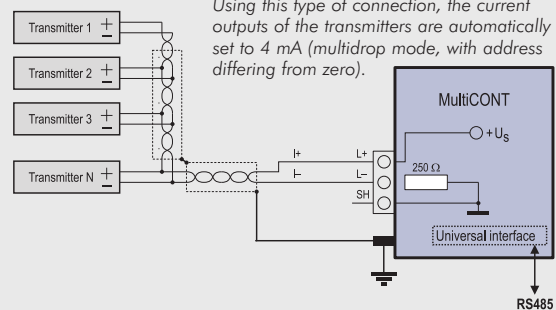 Using this type of connection, the current
outputs of the transmitters are automatically
set to 4 mA (multidrop mode, with address
differing from zero).
Transmitter 1 + −
Transmitter 2 + −
Transmitter 3 + −
Transmitter N + −
MultiCONT
+Us
I+ L+
I− L−
250 Ω
SH
Universal interface
RS485